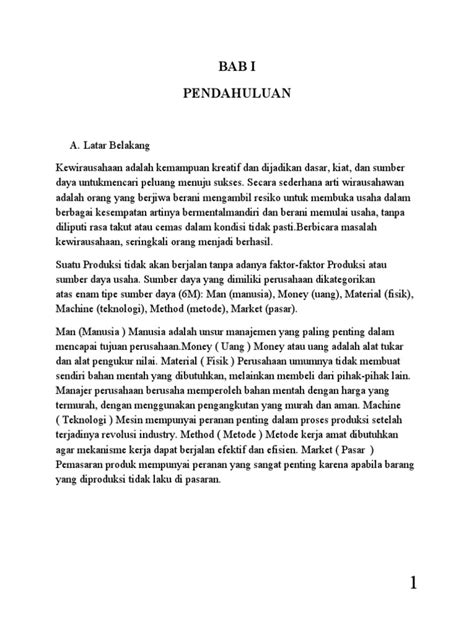 BAB I
PENDAHULUAN
A. Latar Belakang
Kewirausahaan adalah kemampuan kreatif dan dijadikan dasar, kiat, dan sumber
daya untukmencari peluang menuju sukses. Secara sederhana arti wirausahawan
adalah orang yang berjiwa berani mengambil resiko untuk membuka usaha dalam
berbagai kesempatan artinya bermentalmandiri dan berani memulai usaha, tanpa
diliputi rasa takut atau cemas dalam kondisi tidak pasti.Berbicara masalah
kewirausahaan, seringkali orang menjadi berhasil.
Suatu Produksi tidak akan berjalan tanpa adanya faktor-faktor Produksi atau
sumber daya usaha. Sumber daya yang dimiliki perusahaan dikategorikan
atas enam tipe sumber daya (6M): Man (manusia), Money (uang), Material (fisik),
Machine (teknologi), Method (metode), Market (pasar).
Man (Manusia ) Manusia adalah unsur manajemen yang paling penting dalam
mencapai tujuan perusahaan.Money ( Uang ) Money atau uang adalah alat tukar
dan alat pengukur nilai. Material ( Fisik ) Perusahaan umumnya tidak membuat
sendiri bahan mentah yang dibutuhkan, melainkan membeli dari pihak-pihak lain.
Manajer perusahaan berusaha memperoleh bahan mentah dengan harga yang
termurah, dengan menggunakan pengangkutan yang murah dan aman. Machine
( Teknologi ) Mesin mempunyai peranan penting dalam proses produksi setelah
terjadinya revolusi industry. Method ( Metode ) Metode kerja amat dibutuhkan
agar mekanisme kerja dapat berjalan efektif dan efisien. Market ( Pasar  )
Pemasaran produk mempunyai peranan yang sangat penting karena apabila barang
yang diproduksi tidak laku di pasaran.
1